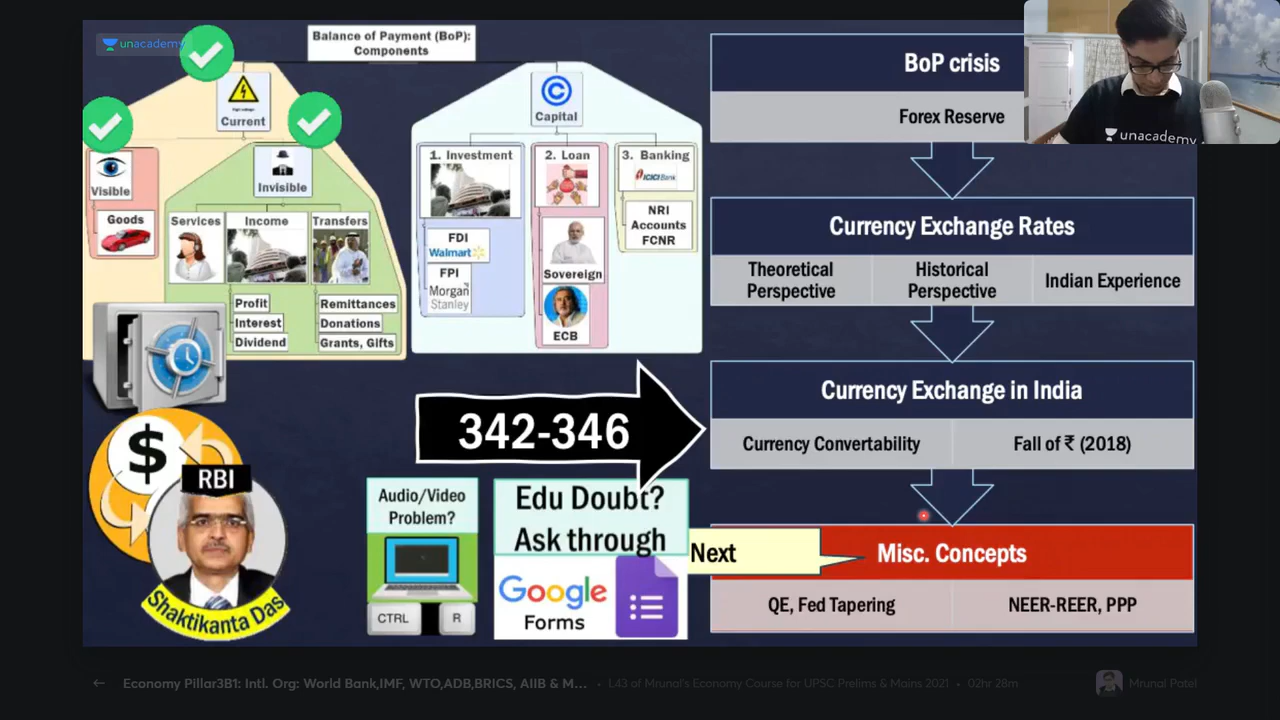 unacademy
Balance of Payment (BoP):
Components
Current
Visible
Goods
Invisible
Services
Income
Transfers
Profit
Interest
Dividend
Remittances
Donations
Grants, Gifts
Capital
1. Investment
FDI
Walmart
FPI
Morgan
Stanley
2. Loan
Sovereign
ECB
3. Banking
ICICI Bank
NRI
Accounts
FCNR
$
RBI
Shaktikanta Das
342-346
Audio/Video
Problem?
CTRL
R
Edu Doubt?
Ask through
Google
Forms
BoP crisis
Forex Reserve
Currency Exchange Rates
Theoretical
Perspective
Historical
Perspective
Indian Experience
Currency Exchange in India
Currency Convertability
Fall of ₹ (2018)
Next
Misc. Concepts
QE, Fed Tapering
NEER-REER, PPP
unacademy
← Economy Pillar3B1: Intl. Org: World Bank,IMF, WTO,ADB,BRICS, AIIB & M... • L43 of Mrunal's Economy Course for UPSC Prelims & Mains 2021 • 02hr 28m
Mrunal Patel